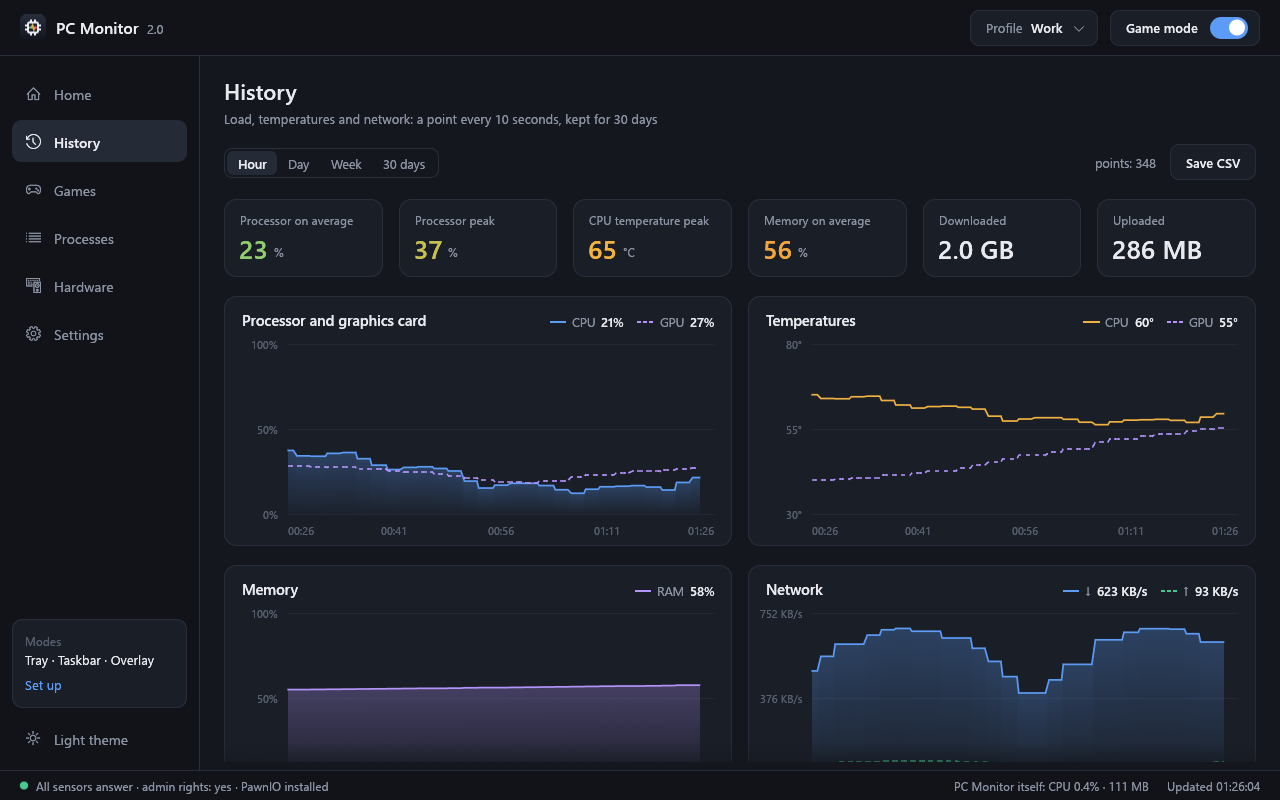 PC Monitor 2.0
Profile Work
Game mode
Home
History
Games
Processes
Hardware
Settings
Modes
Tray · Taskbar · Overlay
Set up
Light theme
History
Load, temperatures and network: a point every 10 seconds, kept for 30 days
Hour Day Week 30 days
points: 348
Save CSV
Processor on average
23 %
Processor peak
37 %
CPU temperature peak
65 °C
Memory on average
56 %
Downloaded
2.0 GB
Uploaded
286 MB
Processor and graphics card
CPU 21% GPU 27%
100%
50%
0%
00:26 00:41 00:56 01:11 01:26
Temperatures
CPU 60° GPU 55°
80°
55°
30°
00:26 00:41 00:56 01:11 01:26
Memory
RAM 58%
100%
50%
Network
↓ 623 KB/s ↑ 93 KB/s
752 KB/s
376 KB/s
All sensors answer · admin rights: yes · PawnIO installed
PC Monitor itself: CPU 0.4% · 111 MB
Updated 01:26:04